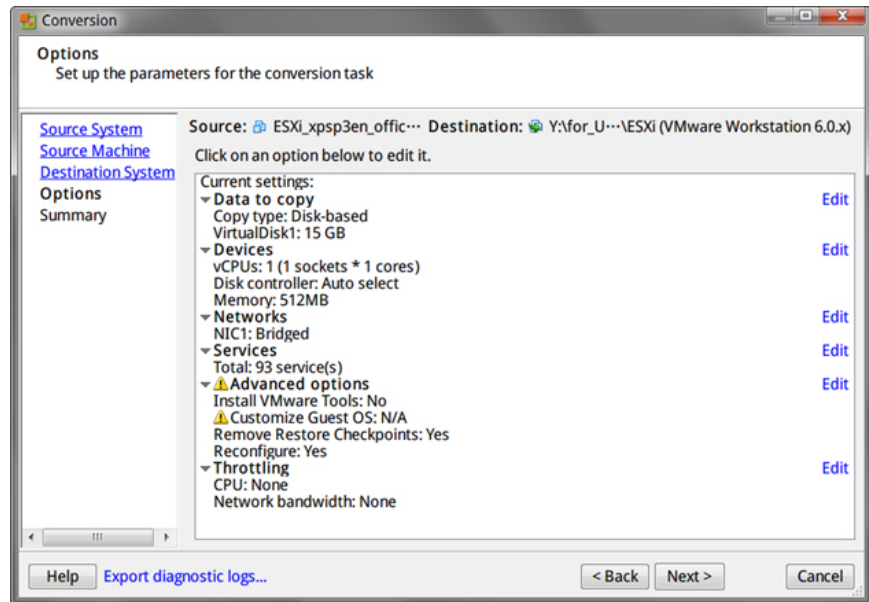 Conversion
Options
Set up the parameters for the conversion task
Source System
Source Machine
Destination System
Options
Summary
Source: ESXi_xpsp3en_offic··· Destination: Y:\for_U···\ESXi (VMware Workstation 6.0.x)
Click on an option below to edit it.
Current settings:
Data to copy Edit
Copy type: Disk-based
VirtualDisk1: 15 GB
Devices Edit
vCPUs: 1 (1 sockets * 1 cores)
Disk controller: Auto select
Memory: 512MB
Networks Edit
NIC1: Bridged
Services Edit
Total: 93 service(s)
Advanced options Edit
Install VMware Tools: No
Customize Guest OS: N/A
Remove Restore Checkpoints: Yes
Reconfigure: Yes
Throttling Edit
CPU: None
Network bandwidth: None
Help Export diagnostic logs... < Back Next > Cancel